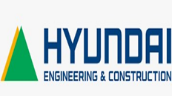 HYUNDAI
ENGINEERING & CONSTRUCTION